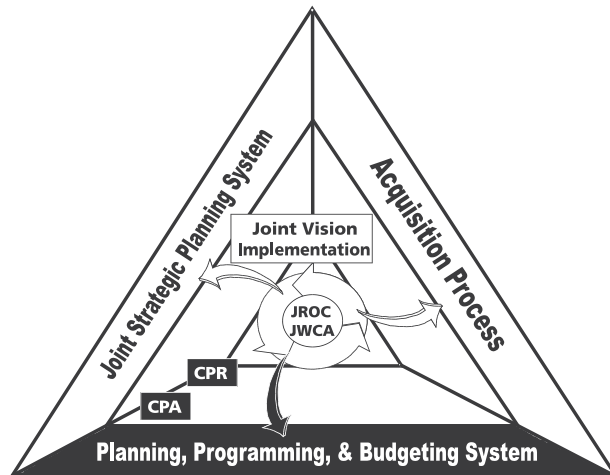 Joint Strategic Planning System
Acquisition Process
Joint Vision
Implementation
JROC
JWCA
CPR
CPA
Planning, Programming, & Budgeting System